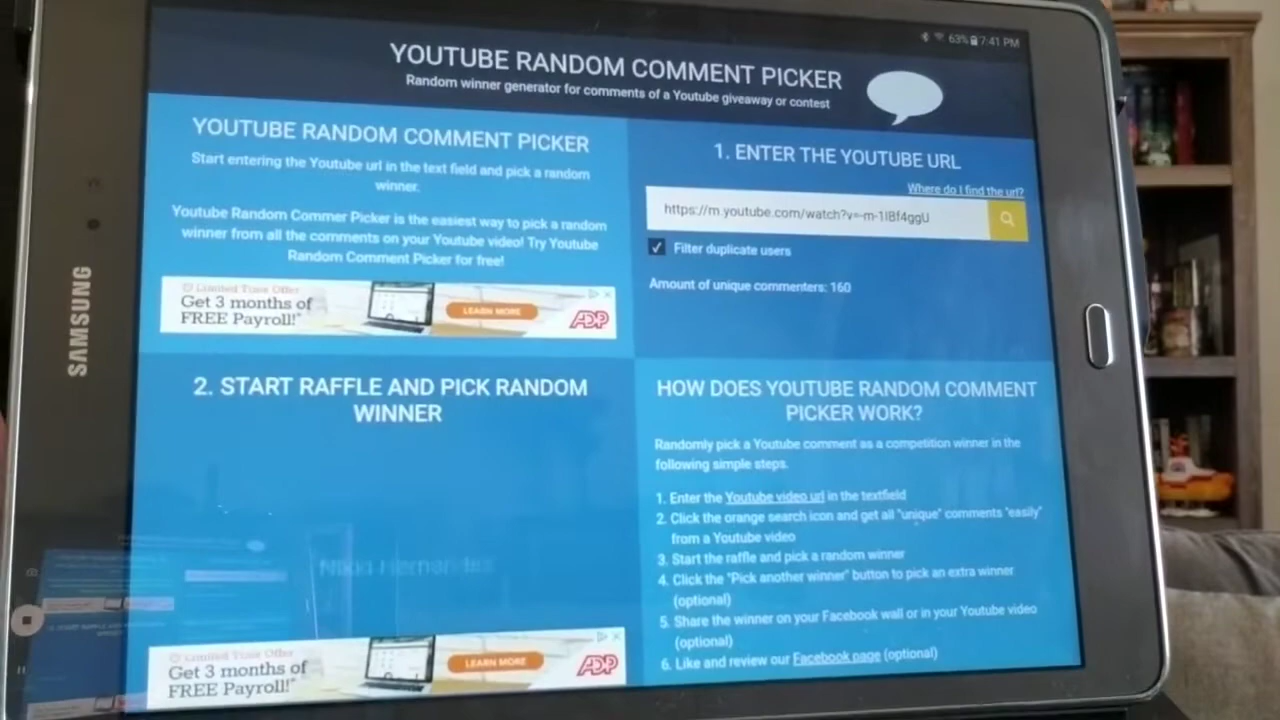 63% 7:41 PM
YOUTUBE RANDOM COMMENT PICKER
Random winner generator for comments of a Youtube giveaway or contest
YOUTUBE RANDOM COMMENT PICKER
Start entering the Youtube url in the text field and pick a random
winner.
Youtube Random Commer Picker is the easiest way to pick a random
winner from all the comments on your Youtube video! Try Youtube
Random Comment Picker for free!
Limited Time Offer
Get 3 months of
FREE Payroll!*
LEARN MORE
ADP
1. ENTER THE YOUTUBE URL
Where do I find the url?
https://m.youtube.com/watch?v=-m-1IBf4ggU
Filter duplicate users
Amount of unique commenters: 160
2. START RAFFLE AND PICK RANDOM
WINNER
Nikki Hernandez
Limited Time Offer
Get 3 months of
FREE Payroll!*
LEARN MORE
ADP
HOW DOES YOUTUBE RANDOM COMMENT
PICKER WORK?
Randomly pick a Youtube comment as a competition winner in the
following simple steps.
1. Enter the Youtube video url in the textfield
2. Click the orange search icon and get all "unique" comments "easily"
from a Youtube video
3. Start the raffle and pick a random winner
4. Click the "Pick another winner" button to pick an extra winner
(optional)
5. Share the winner on your Facebook wall or in your Youtube video
(optional)
6. Like and review our Facebook page (optional)
SAMSUNG